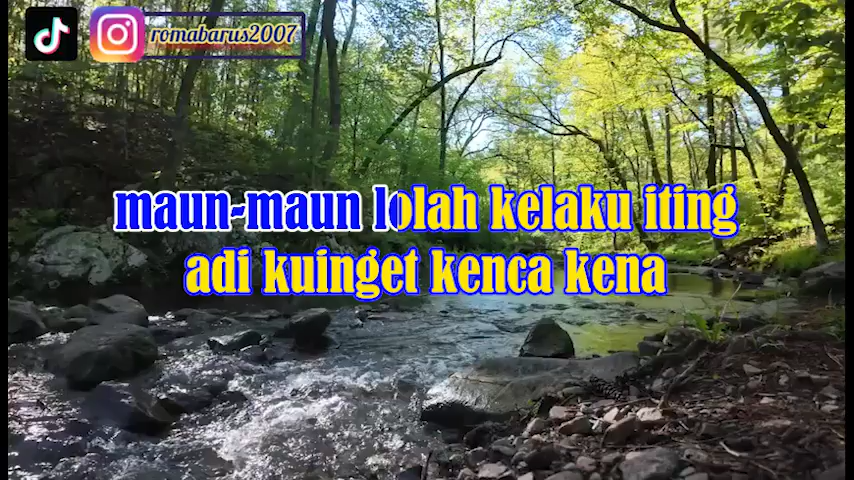 romabarus2007
maun-maun lolah kelaku iting
adi kuinget kenca kena